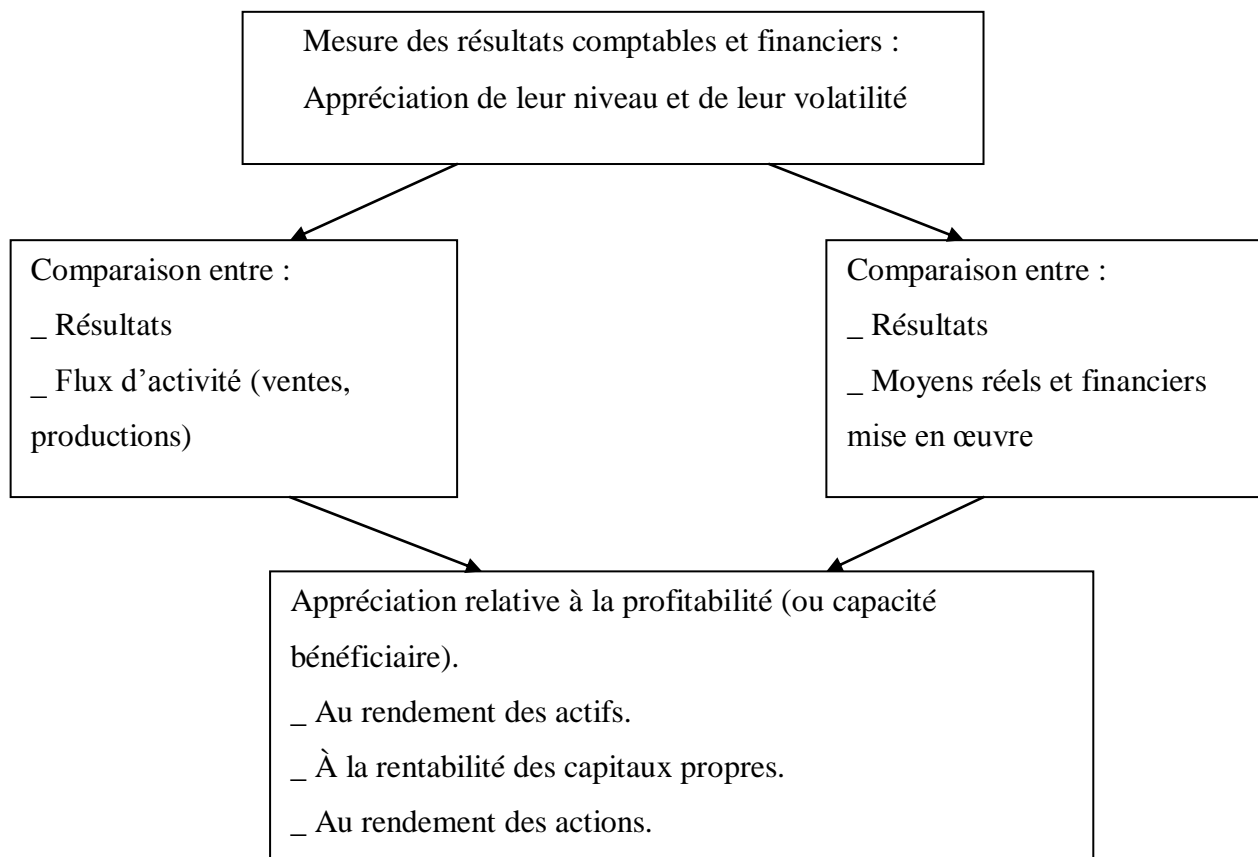 Mesure des résultats comptables et financiers :
Appréciation de leur niveau et de leur volatilité
Comparaison entre :
_ Résultats
_ Flux d’activité (ventes,
productions)
Comparaison entre :
_ Résultats
_ Moyens réels et financiers
mise en œuvre
Appréciation relative à la profitabilité (ou capacité
bénéficiaire).
_ Au rendement des actifs.
_ À la rentabilité des capitaux propres.
_ Au rendement des actions.